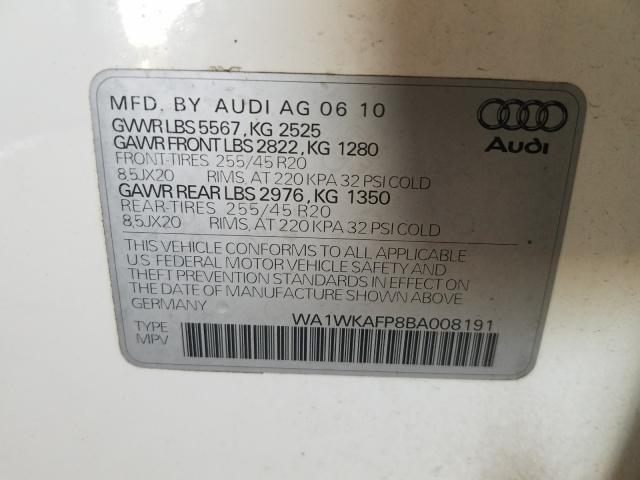 MFD. BY AUDI AG 06 10
GVWR LBS 5567, KG 2525
GAWR FRONT LBS 2822, KG 1280
FRONT-TIRES 255/45 R20
8,5JX20 RIMS, AT 220 KPA 32 PSI COLD
GAWR REAR LBS 2976, KG 1350
REAR-TIRES 255/45 R20
8,5JX20 RIMS, AT 220 KPA 32 PSI COLD
Audi
THIS VEHICLE CONFORMS TO ALL APPLICABLE
U.S. FEDERAL MOTOR VEHICLE SAFETY AND
THEFT PREVENTION STANDARDS IN EFFECT ON
THE DATE OF MANUFACTURE SHOWN ABOVE
GERMANY
WA1WKAFP8BA008191
TYPE
MPV